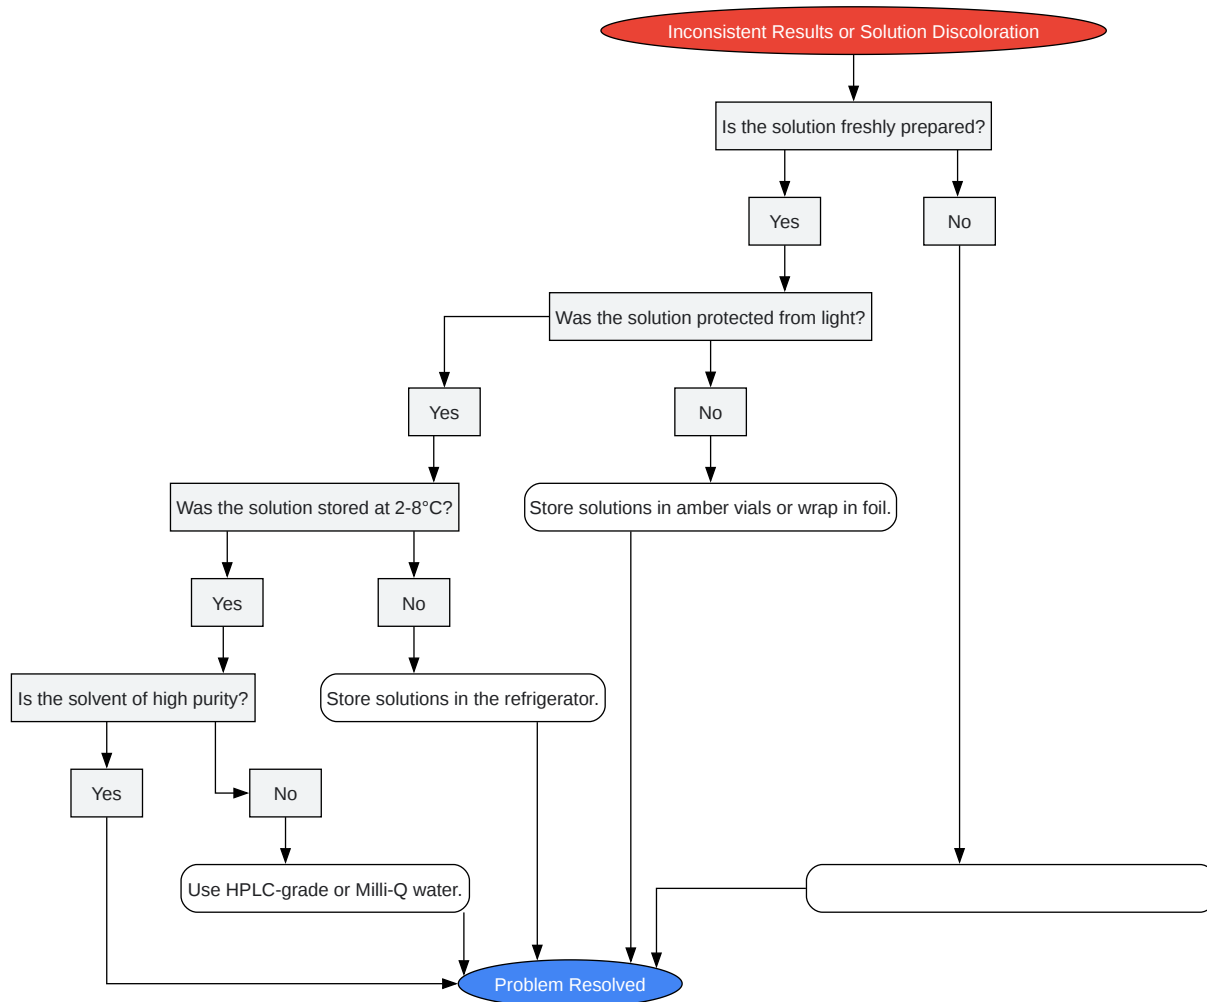 Inconsistent Results or Solution Discoloration
Is the solution freshly prepared?
Yes
No
Was the solution protected from light?
Yes
No
Was the solution stored at 2-8°C?
Store solutions in amber vials or wrap in foil.
Yes
No
Is the solvent of high purity?
Store solutions in the refrigerator.
Yes
No
Use HPLC-grade or Milli-Q water.
Problem Resolved